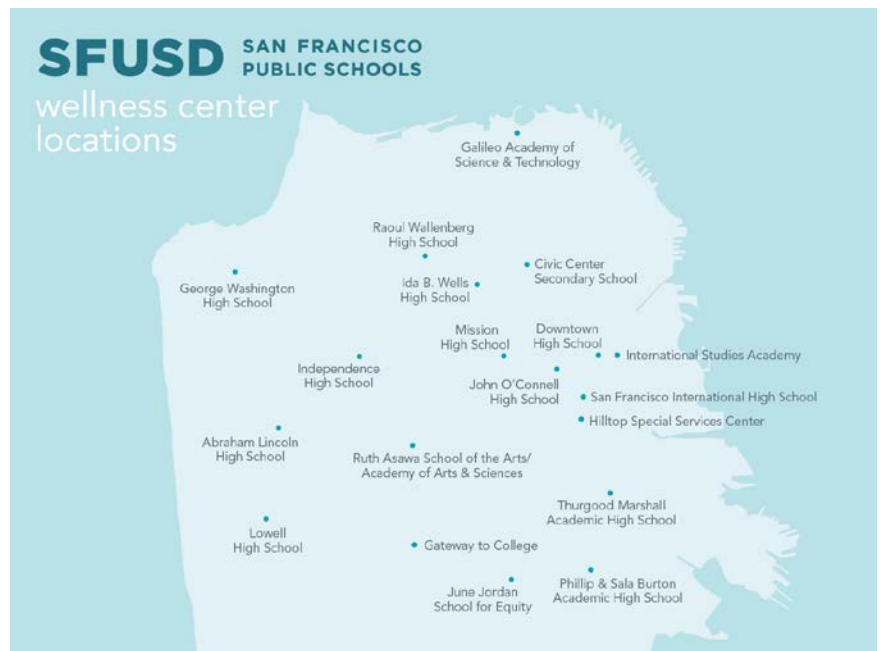 SFUSD SAN FRANCISCO
PUBLIC SCHOOLS
wellness center
locations
Galileo Academy of
Science & Technology
Raoul Wallenberg
High School
Civic Center
Secondary School
George Washington
High School
Ida B. Wells
High School
Mission
High School
Downtown
High School
International Studies Academy
Independence
High School
John O'Connell
High School
San Francisco International High School
Hilltop Special Services Center
Abraham Lincoln
High School
Ruth Asawa School of the Arts/
Academy of Arts & Sciences
Thurgood Marshall
Academic High School
Lowell
High School
Gateway to College
June Jordan
School for Equity
Phillip & Sala Burton
Academic High School